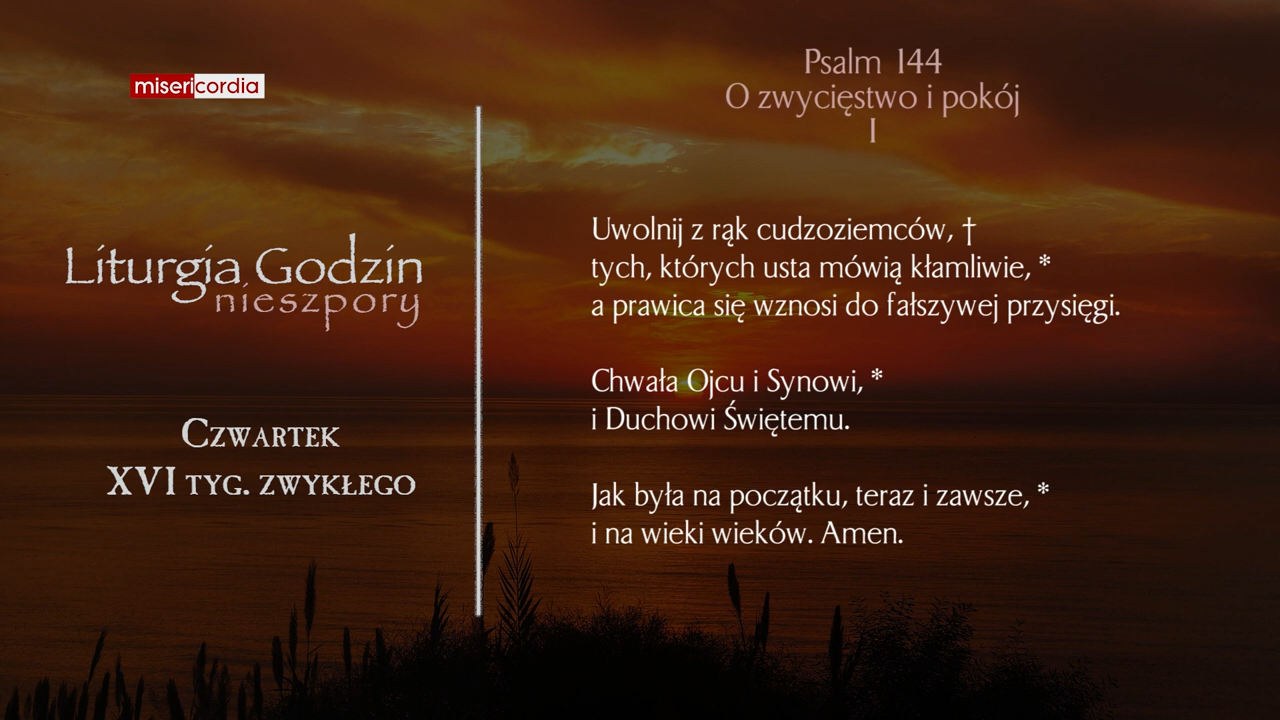 misericordia
Liturgia Godzin
nieszpory
Czwartek
XVI tyg. zwykłego
Psalm 144
O zwycięstwo i pokój
I
Uwolnij z rąk cudzoziemców, †
tych, których usta mówią kłamliwie, *
a prawica się wznosi do fałszywej przysięgi.
Chwała Ojcu i Synowi, *
i Duchowi Świętemu.
Jak była na początku, teraz i zawsze, *
i na wieki wieków. Amen.